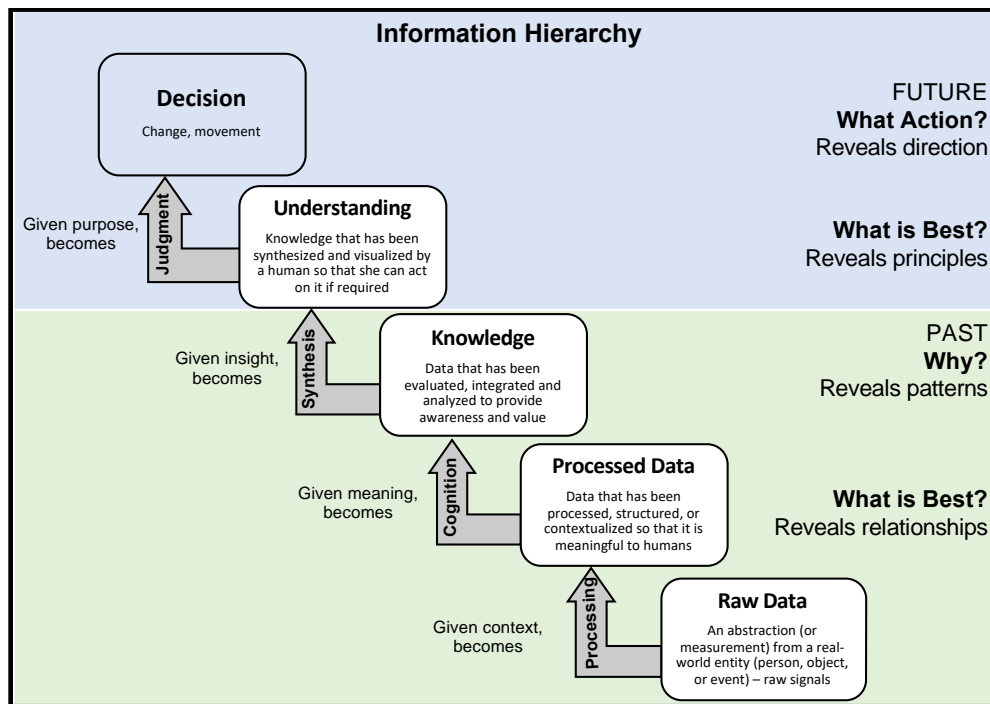 Information Hierarchy
Decision
Change, movement
FUTURE
What Action?
Reveals direction
Given purpose,
becomes
Judgment
Understanding
Knowledge that has been
synthesized and visualized by
a human so that she can act
on it if required
What is Best?
Reveals principles
Given insight,
becomes
Synthesis
Knowledge
Data that has been
evaluated, integrated and
analyzed to provide
awareness and value
PAST
Why?
Reveals patterns
Given meaning,
becomes
Cognition
Processed Data
Data that has been
processed, structured, or
contextualized so that it is
meaningful to humans
What is Best?
Reveals relationships
Given context,
becomes
Processing
Raw Data
An abstraction (or
measurement) from a real-
world entity (person, object,
or event) – raw signals